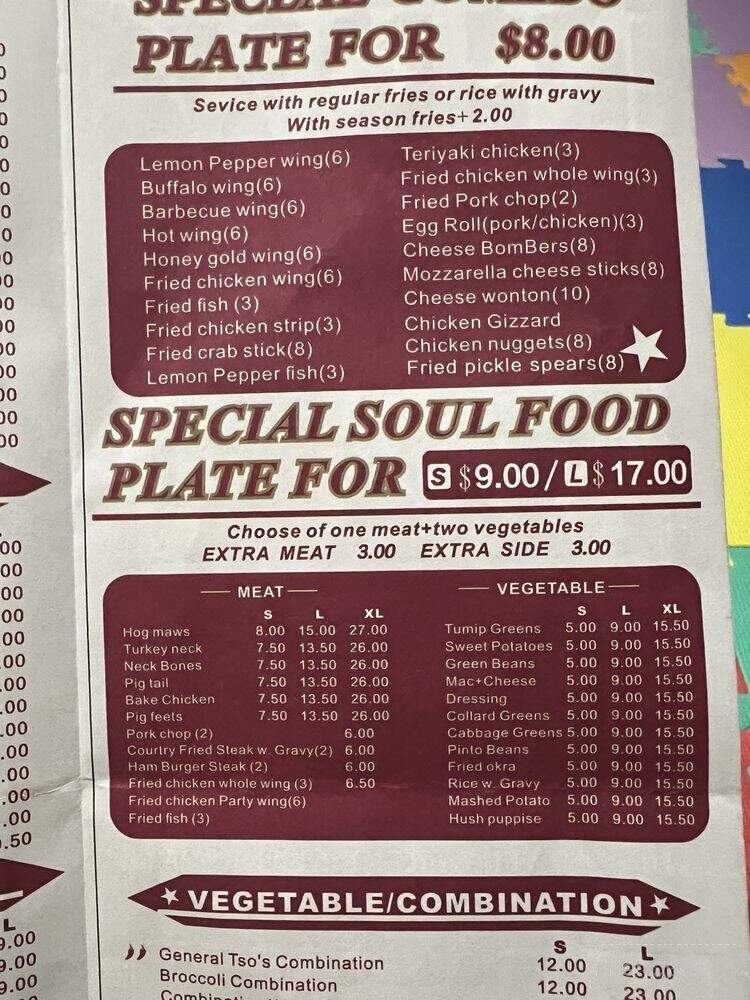 SPECIAL COMBO
PLATE FOR $8.00
Sevice with regular fries or rice with gravy
With season fries+ 2.00
Lemon Pepper wing(6)
Buffalo wing(6)
Barbecue wing(6)
Hot wing(6)
Honey gold wing(6)
Fried chicken wing(6)
Fried fish (3)
Fried chicken strip(3)
Fried crab stick(8)
Lemon Pepper fish(3)
Teriyaki chicken(3)
Fried chicken whole wing(3)
Fried Pork chop(2)
Egg Roll(pork/chicken)(3)
Cheese BomBers(8)
Mozzarella cheese sticks(8)
Cheese wonton(10)
Chicken Gizzard
Chicken nuggets(8)
Fried pickle spears(8)
SPECIAL SOUL FOOD
PLATE FOR S $9.00 / L $17.00
Choose of one meat+two vegetables
EXTRA MEAT 3.00 EXTRA SIDE 3.00
MEAT
S L XL
Hog maws 8.00 15.00 27.00
Turkey neck 7.50 13.50 26.00
Neck Bones 7.50 13.50 26.00
Pig tail 7.50 13.50 26.00
Bake Chicken 7.50 13.50 26.00
Pig feets 7.50 13.50 26.00
Pork chop (2) 6.00
Courtry Fried Steak w. Gravy(2) 6.00
Ham Burger Steak (2) 6.00
Fried chicken whole wing (3) 6.50
Fried chicken Party wing(6)
Fried fish (3)
VEGETABLE
S L XL
Tumip Greens 5.00 9.00 15.50
Sweet Potatoes 5.00 9.00 15.50
Green Beans 5.00 9.00 15.50
Mac+Cheese 5.00 9.00 15.50
Dressing 5.00 9.00 15.50
Collard Greens 5.00 9.00 15.50
Cabbage Greens 5.00 9.00 15.50
Pinto Beans 5.00 9.00 15.50
Fried okra 5.00 9.00 15.50
Rice w. Gravy 5.00 9.00 15.50
Mashed Potato 5.00 9.00 15.50
Hush puppise 5.00 9.00 15.50
VEGETABLE/COMBINATION
S L
General Tso's Combination 12.00 23.00
Broccoli Combination 12.00 23.00